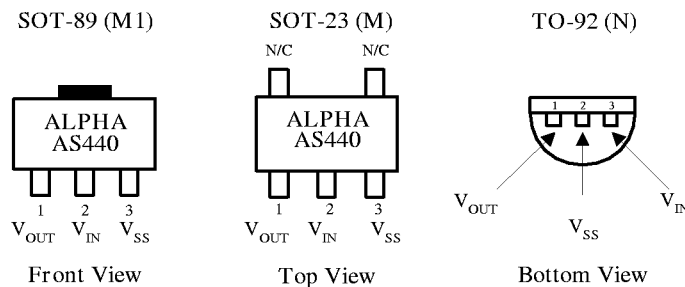 SOT-89 (M1) SOT-23 (M) TO-92 (N)
N/C N/C
ALPHA
AS440
ALPHA
AS440
1 2 3
1 2 3
1 2 3
VOUT VIN VSS
VOUT VIN VSS
VOUT VSS VIN
Front View Top View Bottom View